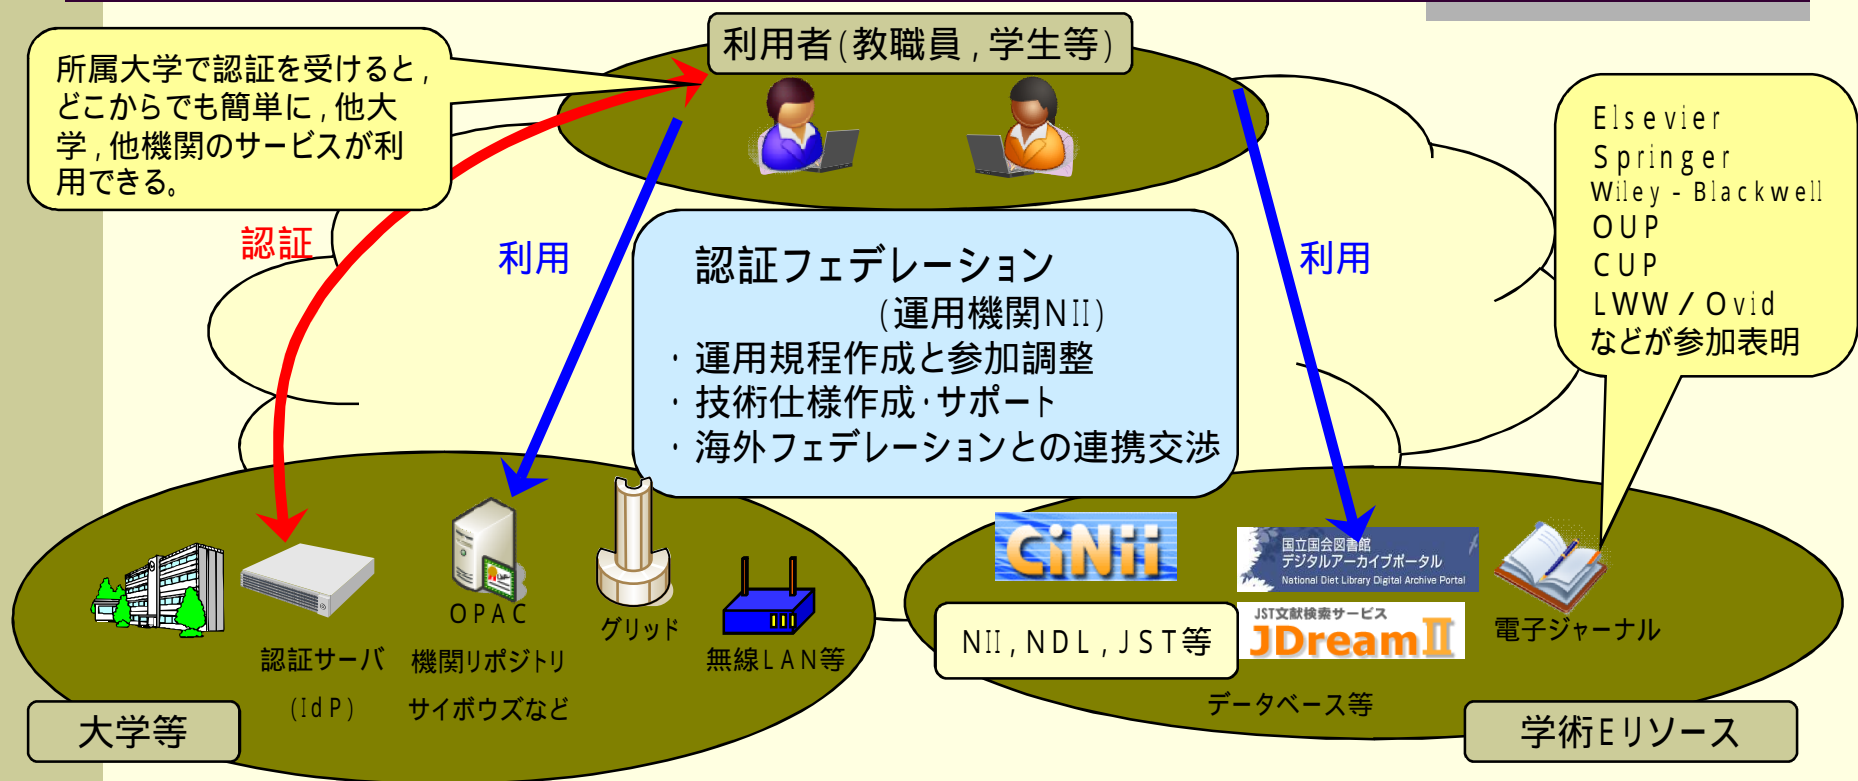 利用者(教職員,学生等)
所属大学で認証を受けると,
どこからでも簡単に,他大
学,他機関のサービスが利
用できる。
Elsevier
Springer
Wiley-Blackwell
OUP
CUP
LWW/Ovid
などが参加表明
認証
利用
利用
認証フェデレーション
(運用機関NII)
・運用規程作成と参加調整
・技術仕様作成・サポート
・海外フェデレーションとの連携交渉
認証サーバ
(IdP)
OPAC
機関リポジトリ
サイボウズなど
グリッド
無線LAN等
大学等
CiNii
国立国会図書館
デジタルアーカイブポータル
National Diet Library Digital Archive Portal
NII,NDL,JST等
JST文献検索サービス
JDreamII
電子ジャーナル
データベース等
学術Eリソース